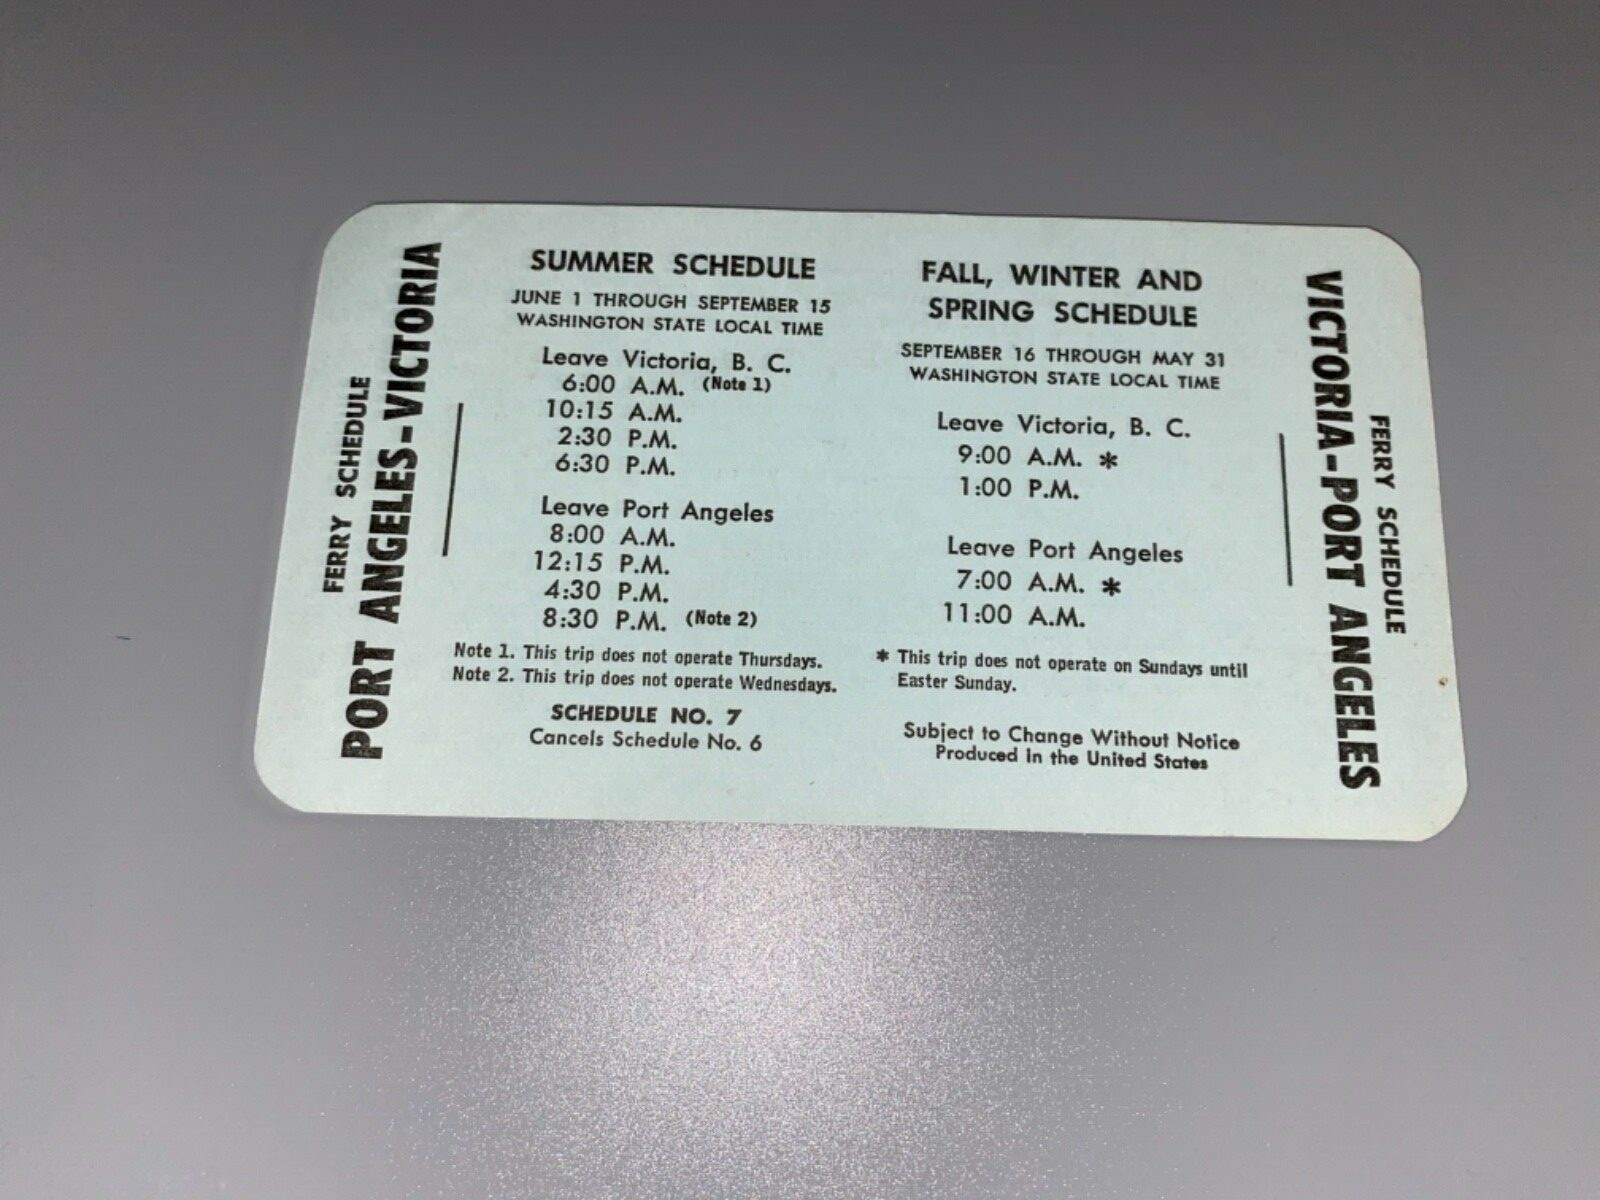 FERRY SCHEDULE
PORT ANGELES-VICTORIA
SUMMER SCHEDULE
JUNE 1 THROUGH SEPTEMBER 15
WASHINGTON STATE LOCAL TIME
Leave Victoria, B. C.
6:00 A.M. (Note 1)
10:15 A.M.
2:30 P.M.
6:30 P.M.
Leave Port Angeles
8:00 A.M.
12:15 P.M.
4:30 P.M.
8:30 P.M. (Note 2)
Note 1. This trip does not operate Thursdays.
Note 2. This trip does not operate Wednesdays.
SCHEDULE NO. 7
Cancels Schedule No. 6
FALL, WINTER AND
SPRING SCHEDULE
SEPTEMBER 16 THROUGH MAY 31
WASHINGTON STATE LOCAL TIME
Leave Victoria, B. C.
9:00 A.M. *
1:00 P.M.
Leave Port Angeles
7:00 A.M. *
11:00 A.M.
* This trip does not operate on Sundays until
Easter Sunday.
Subject to Change Without Notice
Produced in the United States
FERRY SCHEDULE
VICTORIA-PORT ANGELES